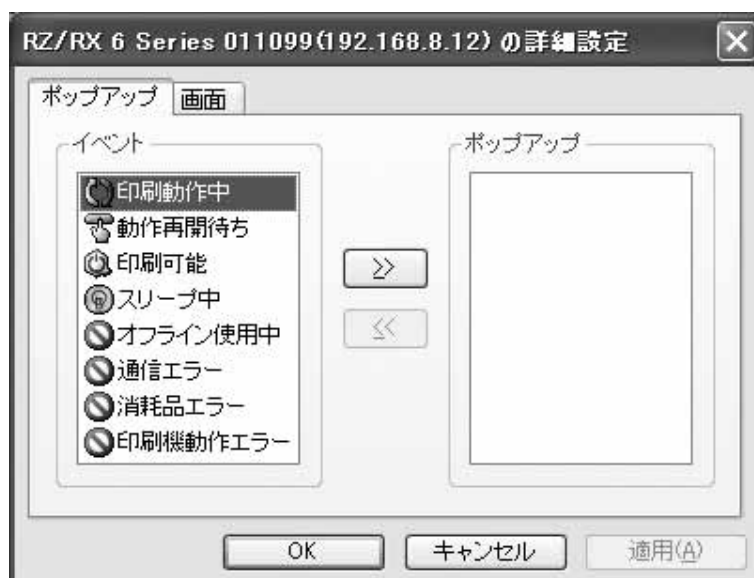 RZ/RX 6 Series 011099(192.168.8.12) の詳細設定
ポップアップ 画面
イベント
印刷動作中
動作再開待ち
印刷可能
スリープ中
オフライン使用中
通信エラー
消耗品エラー
印刷機動作エラー
>>
<<
ポップアップ
OK キャンセル 適用(A)